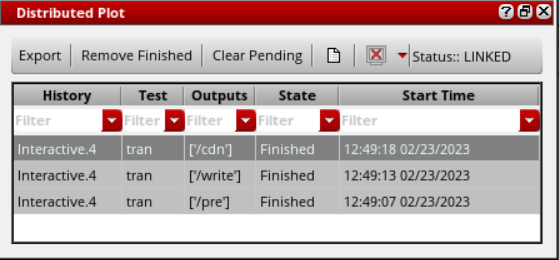 Distributed Plot
Export Remove Finished Clear Pending Status:: LINKED
History Test Outputs State Start Time
Filter Filter Filter Filter Filter
Interactive.4 tran ['/cdn'] Finished 12:49:18 02/23/2023
Interactive.4 tran ['/write'] Finished 12:49:13 02/23/2023
Interactive.4 tran ['/pre'] Finished 12:49:07 02/23/2023